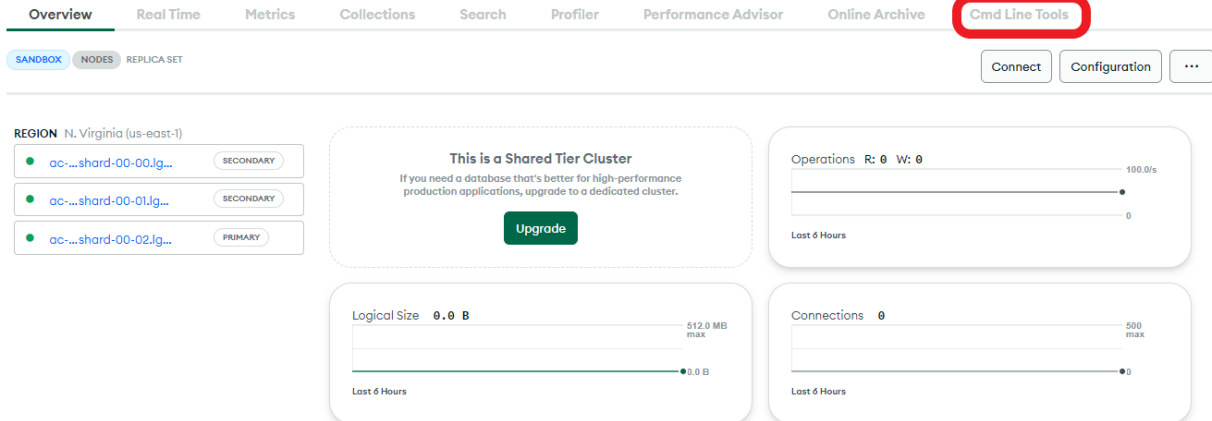 Overview Real Time Metrics Collections Search Profiler Performance Advisor Online Archive Cmd Line Tools
SANDBOX NODES REPLICA SET
Connect Configuration ...
REGION N. Virginia (us-east-1)
ac-...shard-00-00.lg... SECONDARY
ac-...shard-00-01.lg... SECONDARY
ac-...shard-00-02.lg... PRIMARY
This is a Shared Tier Cluster
If you need a database that's better for high-performance
production applications, upgrade to a dedicated cluster.
Upgrade
Operations R: 0 W: 0
100.0/s
0
Last 6 Hours
Logical Size 0.0 B
512.0 MB
max
0.0 B
Last 6 Hours
Connections 0
500
max
0
Last 6 Hours